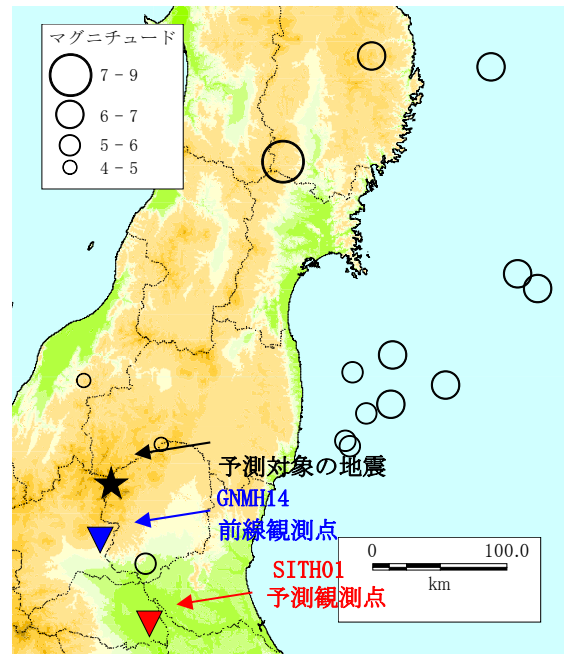 マグニチュード
7－9
6－7
5－6
4－5
予測対象の地震
GNMH14
前線観測点
0 100.0
km
SITH01
予測観測点